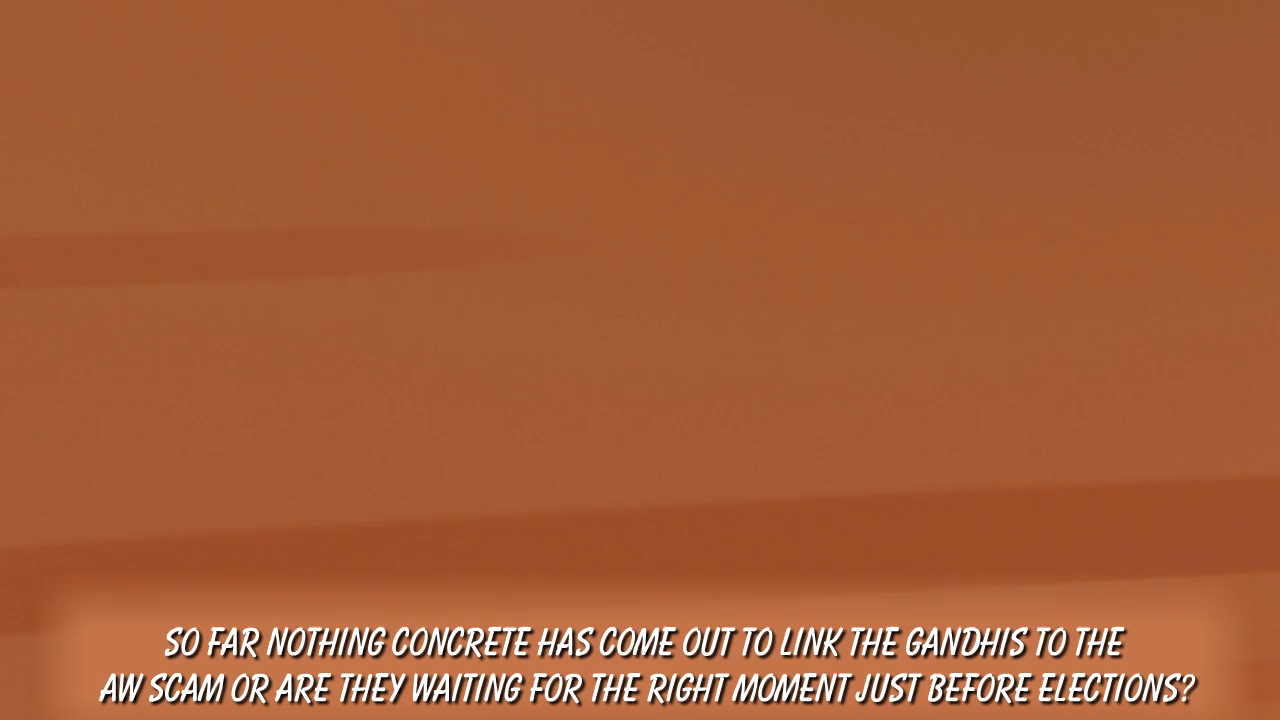 SO FAR NOTHING CONCRETE HAS COME OUT TO LINK THE GANDHIS TO THE
AW SCAM OR ARE THEY WAITING FOR THE RIGHT MOMENT JUST BEFORE ELECTIONS?